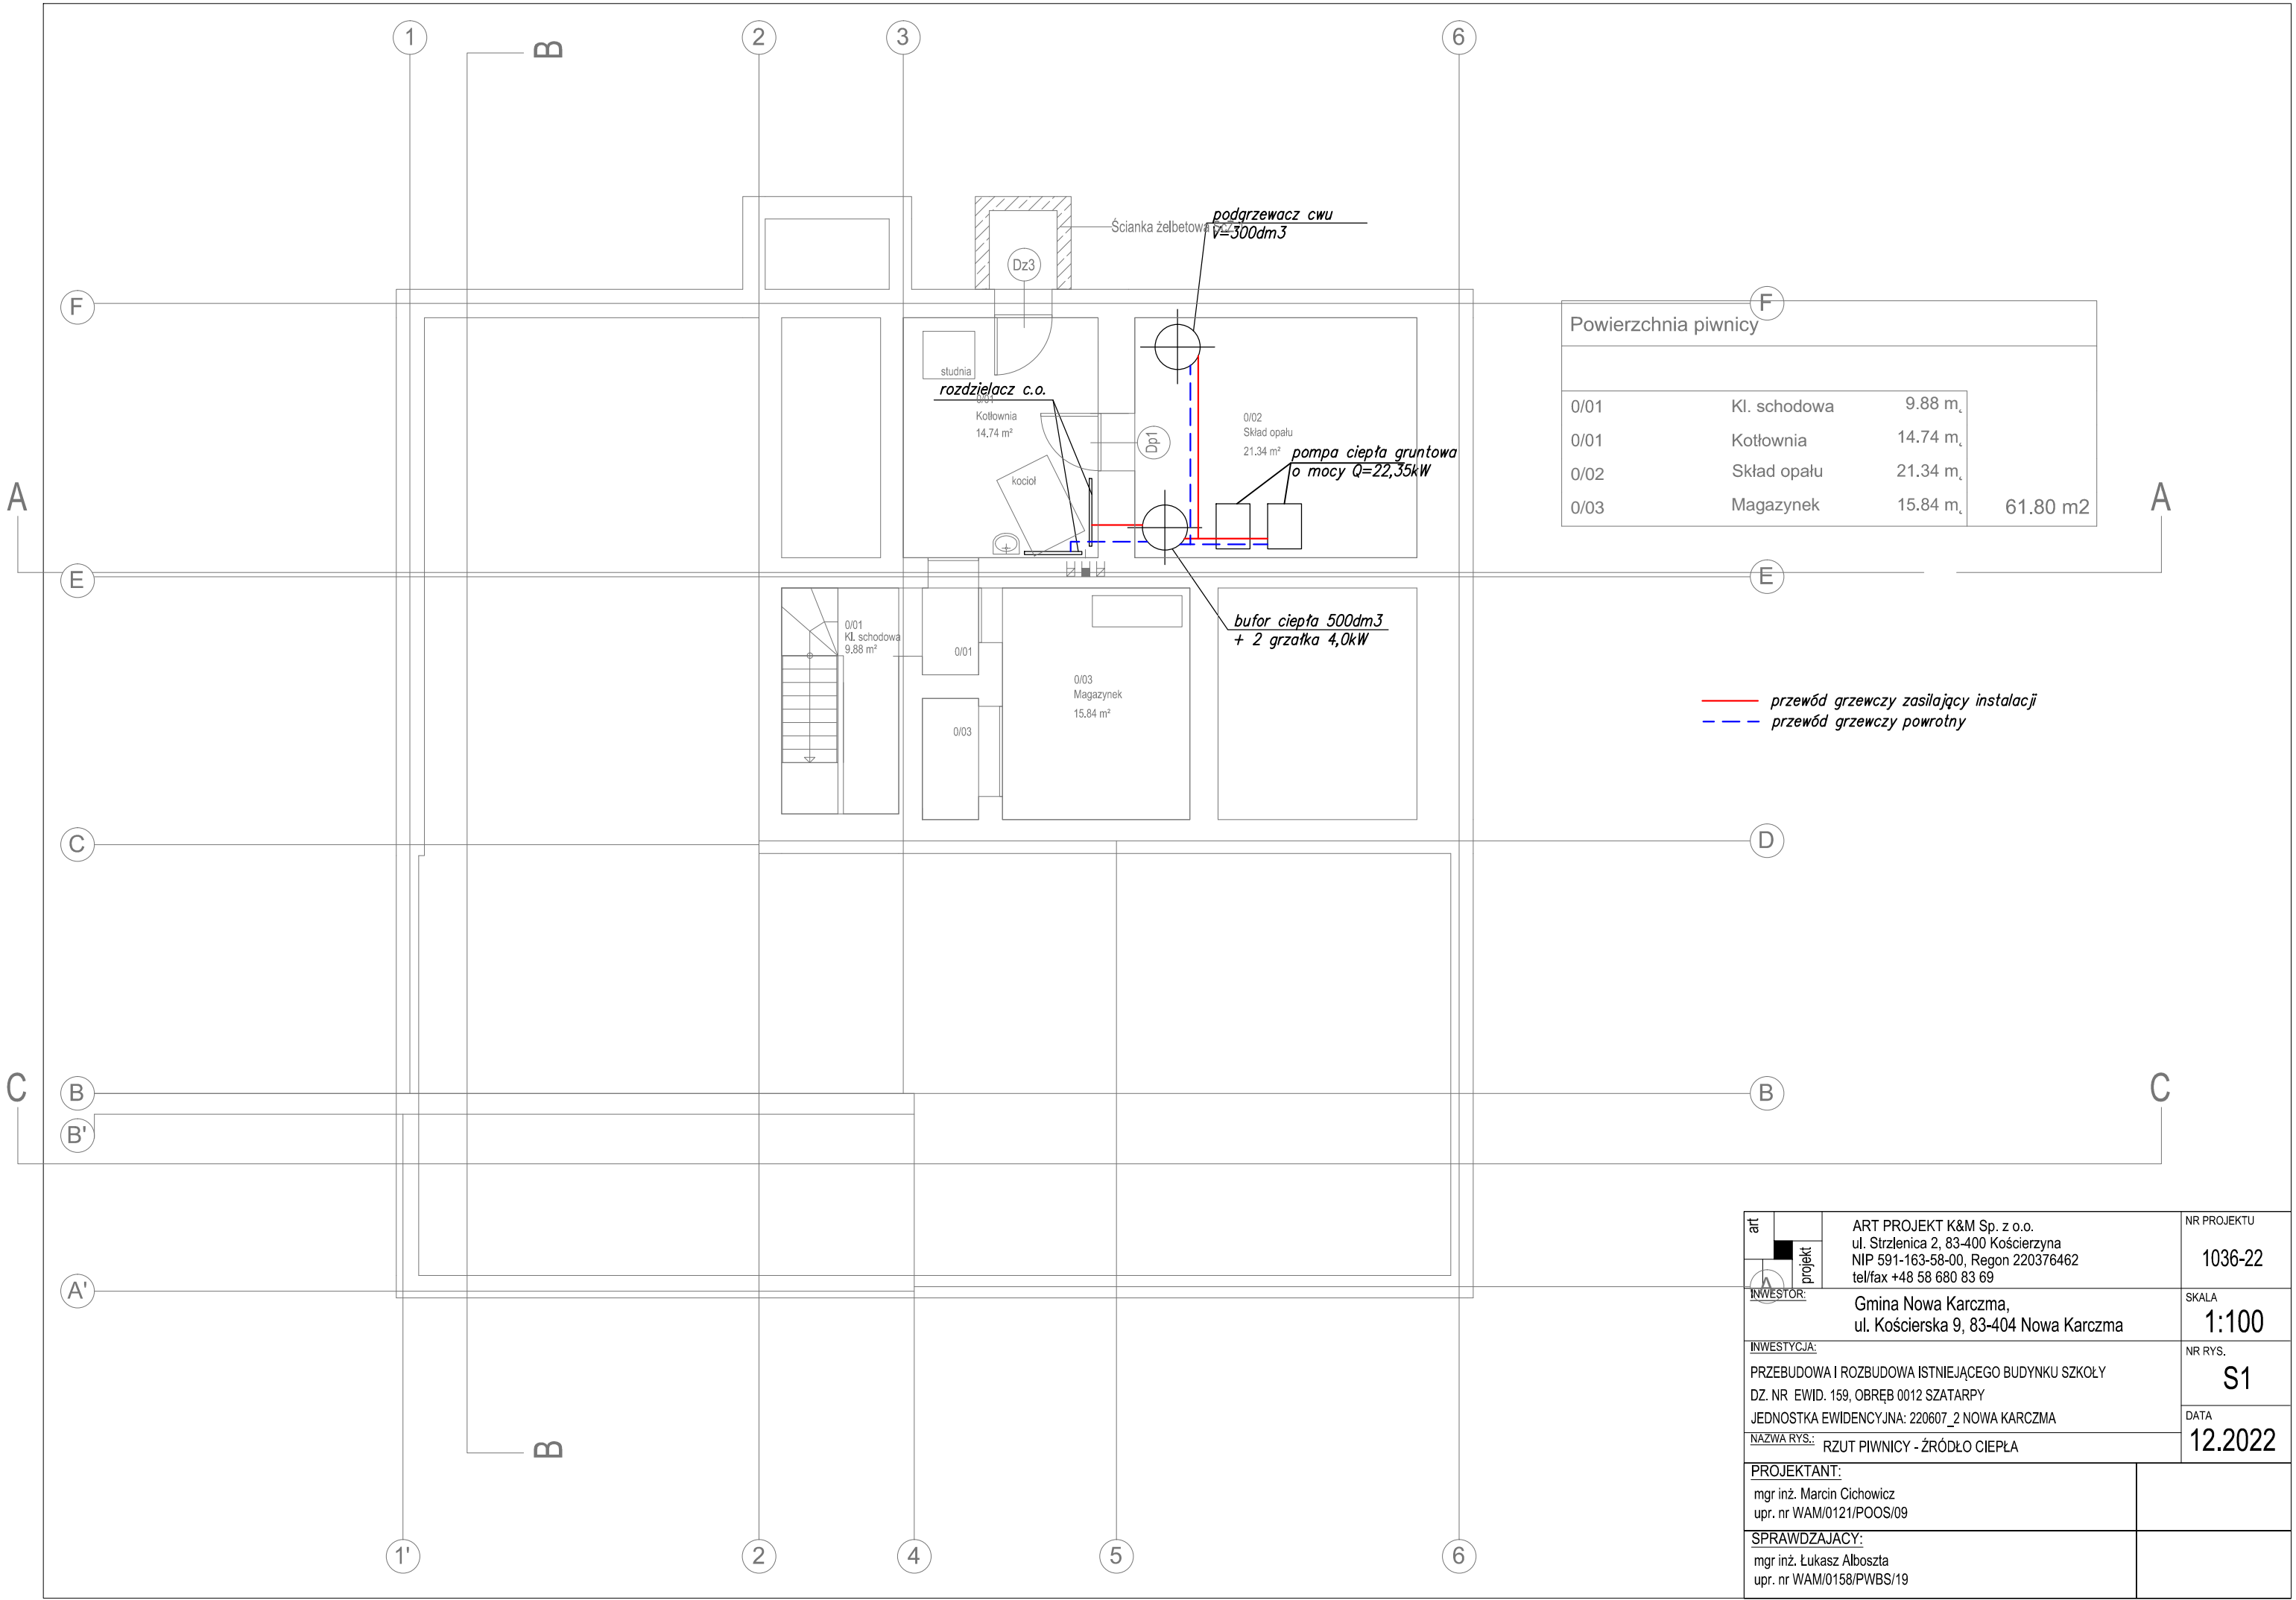 1
2
3
6
B
Ścianka żelbetowa
podgrzewacz cwu
V=300dm3
Dz3
F
F
Powierzchnia piwnicy
0/01 Kl. schodowa 9.88 m
0/01 Kotłownia 14.74 m
0/02 Skład opału 21.34 m
0/03 Magazynek 15.84 m 61.80 m2
studnia
rozdzielacz c.o.
0/01
Kotłownia
14.74 m²
Dp1
0/02
Skład opału
21.34 m²
pompa ciepła gruntowa
o mocy Q=22,35kW
kocioł
A
A
E
E
bufor ciepła 500dm3
+ 2 grzałka 4,0kW
0/01
Kl. schodowa
9.88 m²
0/01
0/03
Magazynek
15.84 m²
0/03
przewód grzewczy zasilający instalacji
przewód grzewczy powrotny
C
D
C
C
B
B
B'
A'
A
B
1'
2
4
5
6
art
projekt
ART PROJEKT K&M Sp. z o.o.
ul. Strzlenica 2, 83-400 Kościerzyna
NIP 591-163-58-00, Regon 220376462
tel/fax +48 58 680 83 69
NR PROJEKTU
1036-22
INWESTOR:
Gmina Nowa Karczma,
ul. Kościerska 9, 83-404 Nowa Karczma
SKALA
1:100
INWESTYCJA:
PRZEBUDOWA I ROZBUDOWA ISTNIEJĄCEGO BUDYNKU SZKOŁY
DZ. NR EWID. 159, OBRĘB 0012 SZATARPY
JEDNOSTKA EWIDENCYJNA: 220607_2 NOWA KARCZMA
NR RYS.
S1
DATA
12.2022
NAZWA RYS.: RZUT PIWNICY - ŹRÓDŁO CIEPŁA
PROJEKTANT:
mgr inż. Marcin Cichowicz
upr. nr WAM/0121/POOS/09
SPRAWDZAJACY:
mgr inż. Łukasz Alboszta
upr. nr WAM/0158/PWBS/19